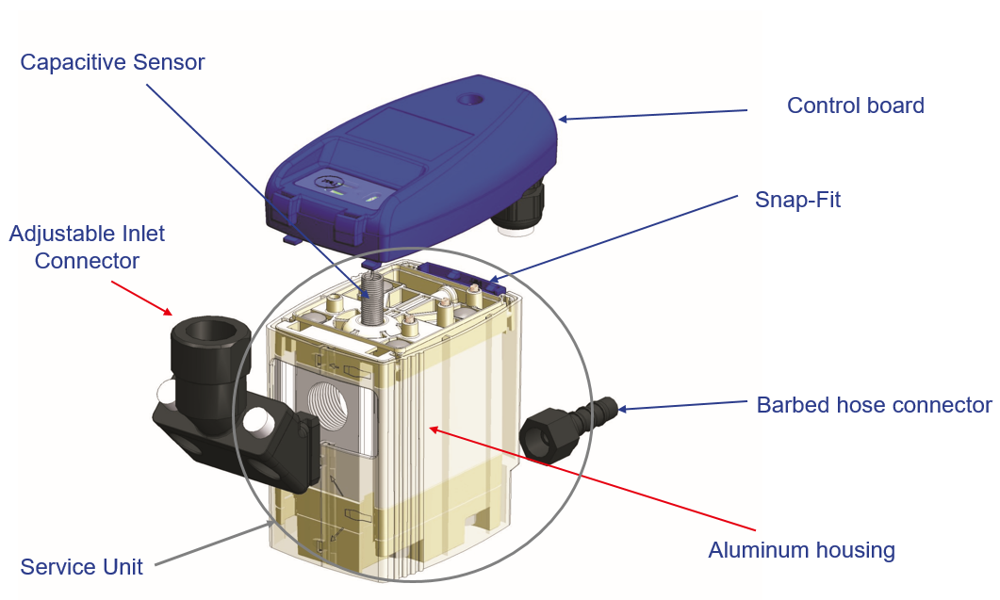 Capacitive Sensor
Control board
Snap-Fit
Adjustable Inlet
Connector
Barbed hose connector
Aluminum housing
Service Unit